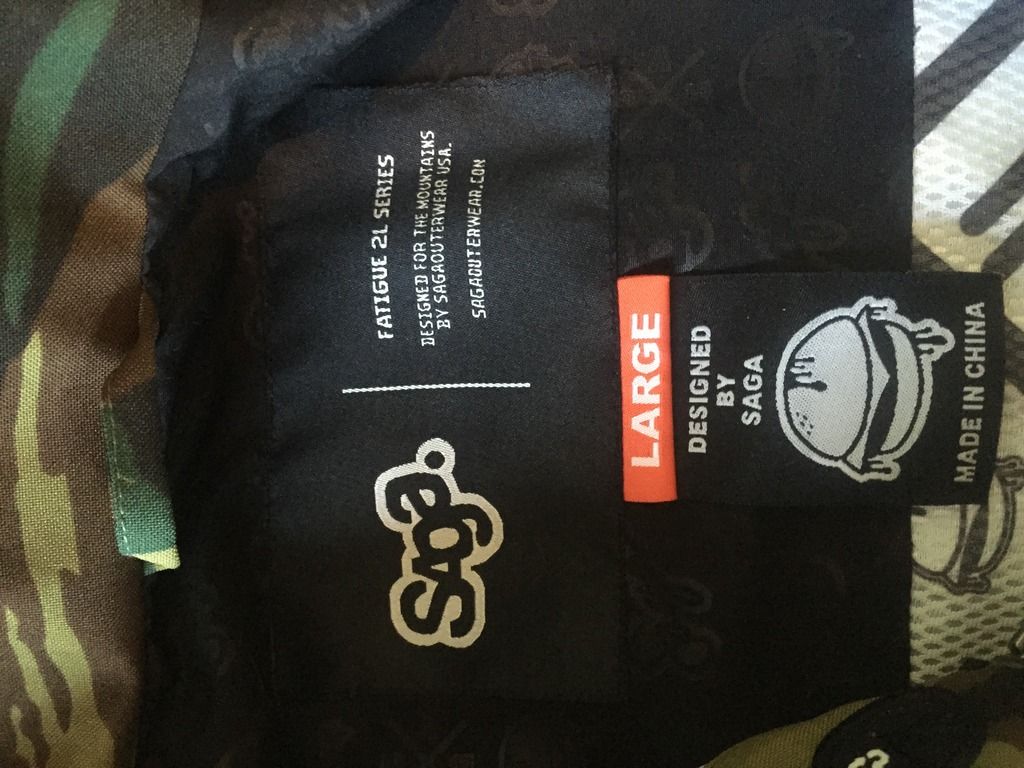 Saga.
FATIGUE 2L SERIES
DESIGNED FOR THE MOUNTAINS
BY SAGAOUTERWEAR USA.
SAGAOUTERWEAR.COM
LARGE
DESIGNED
BY
SAGA
MADE IN CHINA